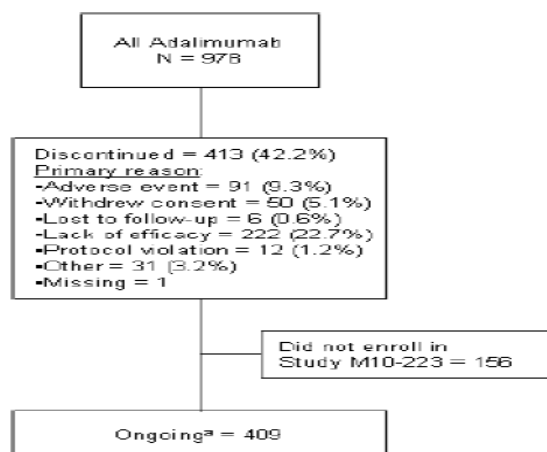 All Adalimumab
N = 978
Discontinued = 413 (42.2%)
Primary reason:
-Adverse event = 91 (9.3%)
-Withdrew consent = 50 (5.1%)
-Lost to follow-up = 6 (0.6%)
-Lack of efficacy = 222 (22.7%)
-Protocol violation = 12 (1.2%)
-Other = 31 (3.2%)
-Missing = 1
Did not enroll in
Study M10-223 = 156
Ongoingᵃ = 409